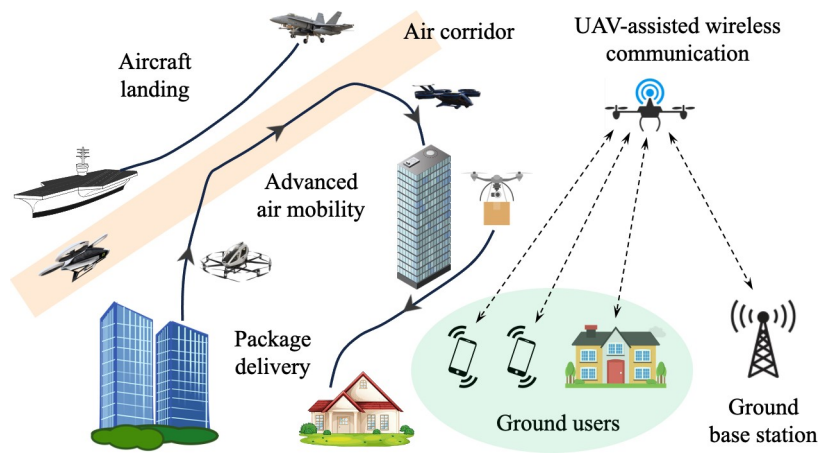 Air corridor
UAV-assisted wireless
communication
Aircraft
landing
Advanced
air mobility
Package
delivery
Ground users
Ground
base station